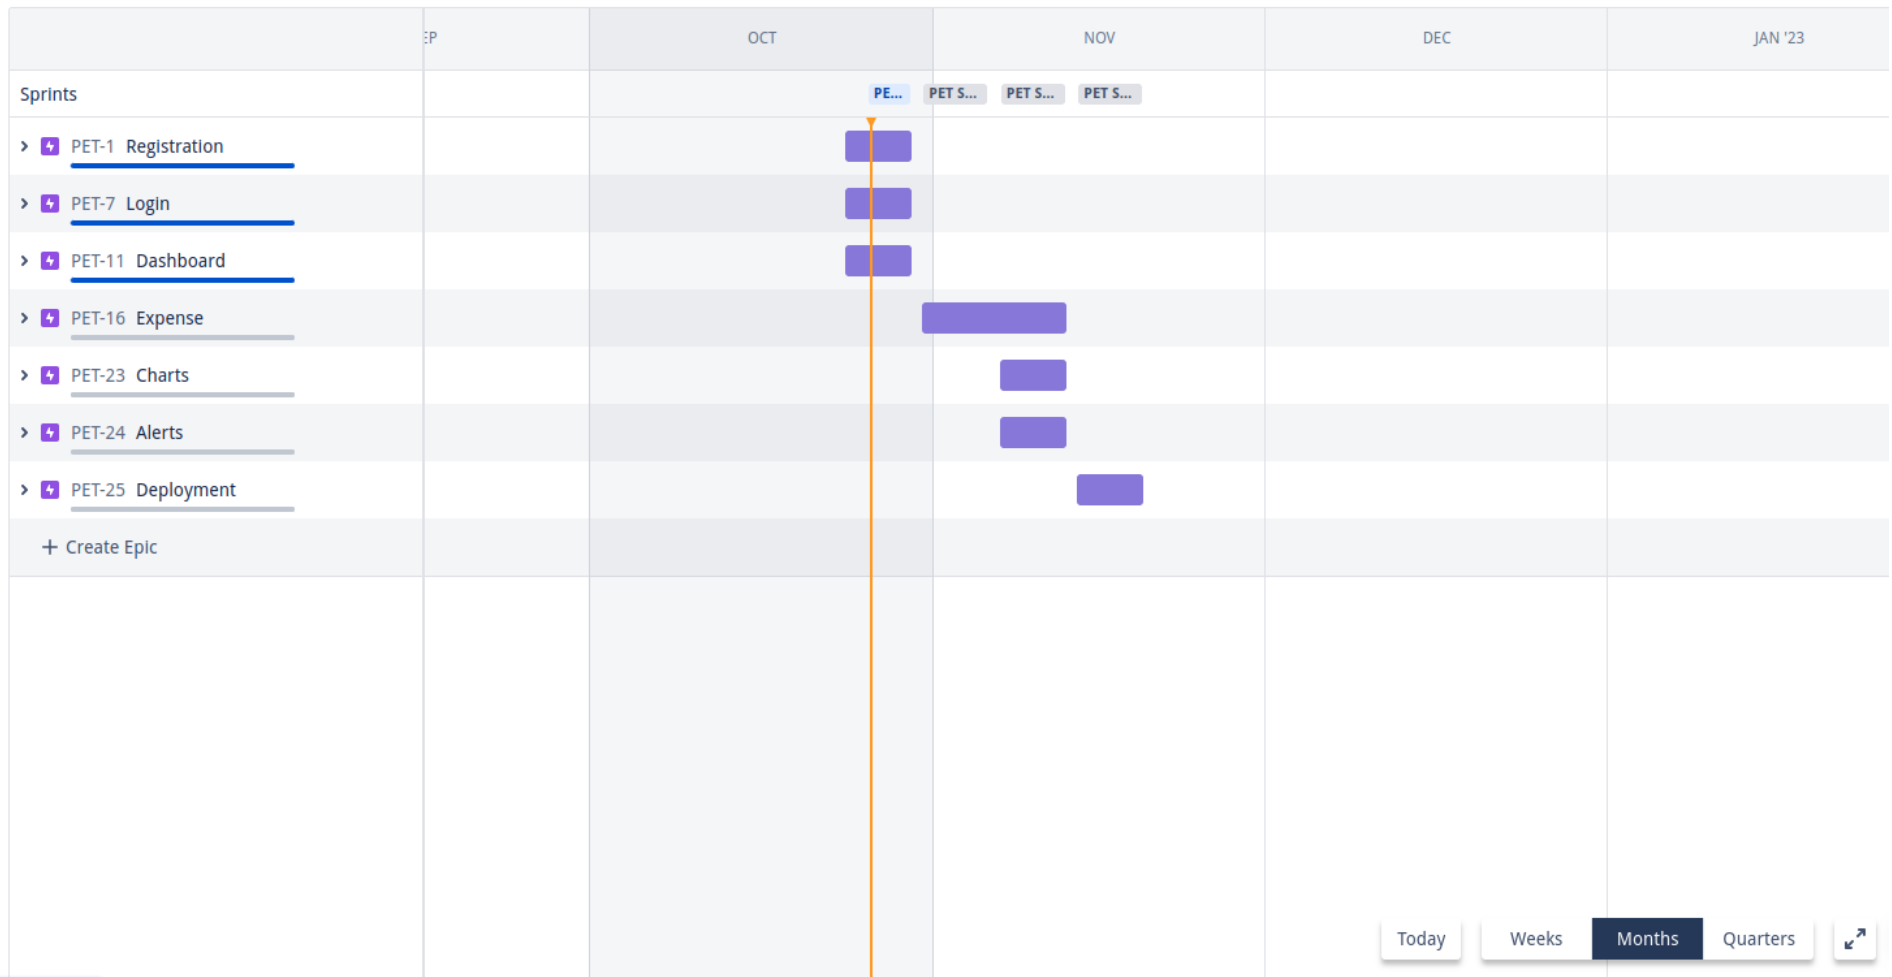 EP OCT NOV DEC JAN '23
Sprints PE... PET S... PET S... PET S...
PET-1 Registration
PET-7 Login
PET-11 Dashboard
PET-16 Expense
PET-23 Charts
PET-24 Alerts
PET-25 Deployment
+ Create Epic
Today Weeks Months Quarters